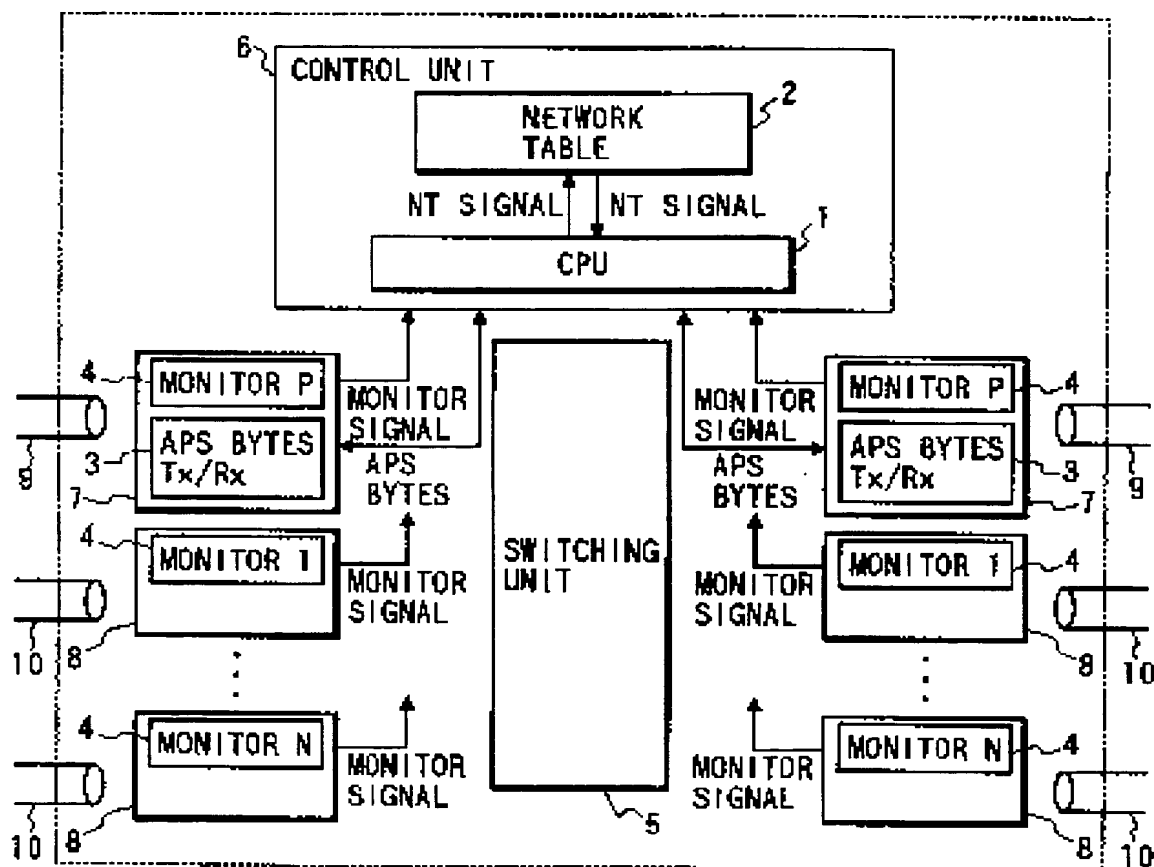 6
CONTROL UNIT
2
NETWORK
TABLE
NT SIGNAL
NT SIGNAL
1
CPU
4
MONITOR P
MONITOR
SIGNAL
3
APS BYTES
Tx/Rx
APS
BYTES
9
7
4
MONITOR 1
MONITOR
SIGNAL
10
8
4
MONITOR N
MONITOR
SIGNAL
10
8
SWITCHING
UNIT
5
MONITOR P
4
MONITOR
SIGNAL
APS BYTES
Tx/Rx
3
APS
BYTES
7
9
MONITOR 1
4
MONITOR
SIGNAL
8
10
MONITOR N
4
MONITOR
SIGNAL
8
10